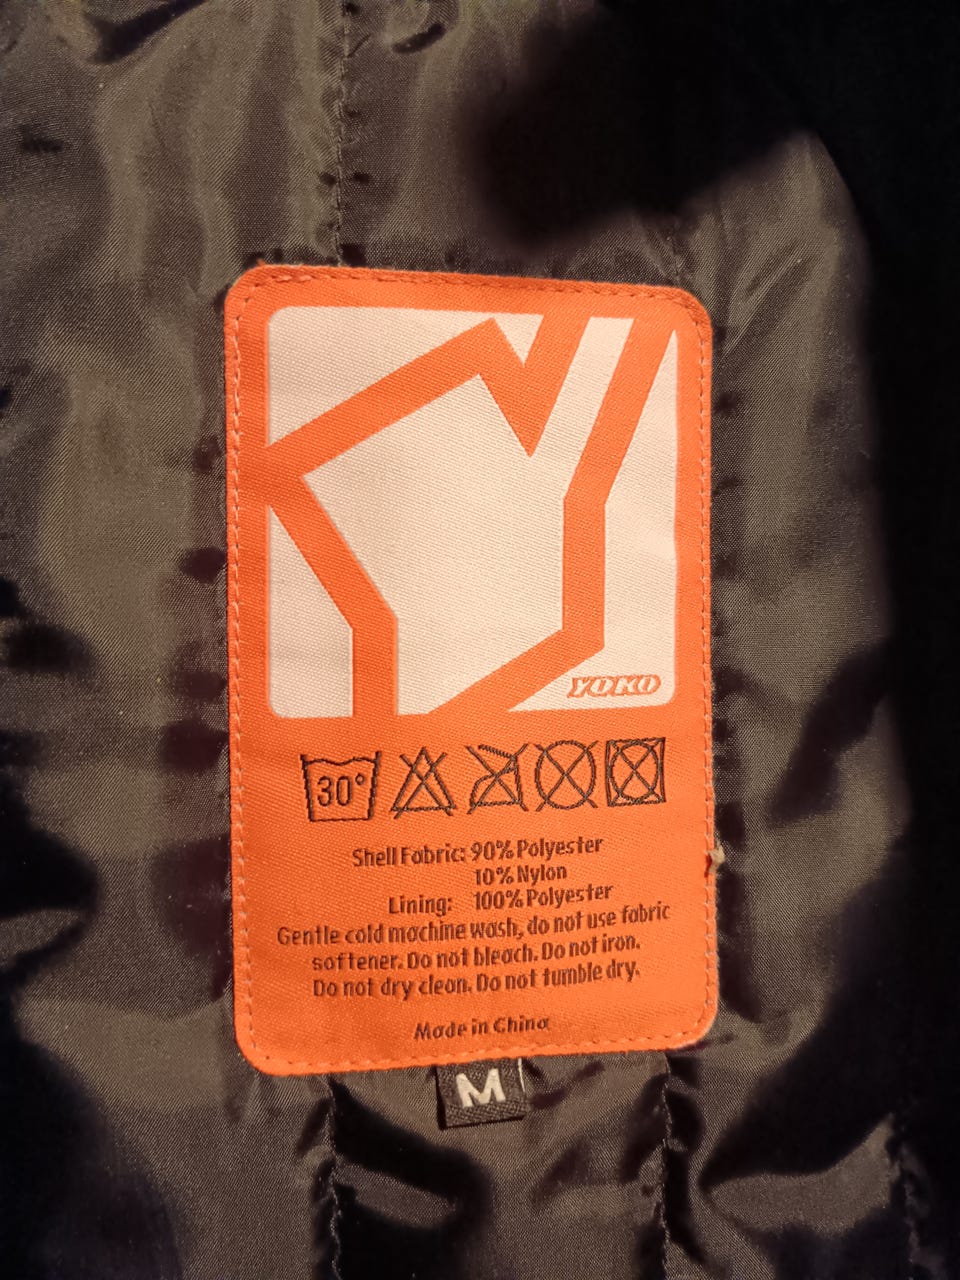 YOKO
30°
Shell Fabric: 90% Polyester
10% Nylon
Lining: 100% Polyester
Gentle cold machine wash, do not use fabric
softener. Do not bleach. Do not iron.
Do not dry clean. Do not tumble dry.
Made in China
M